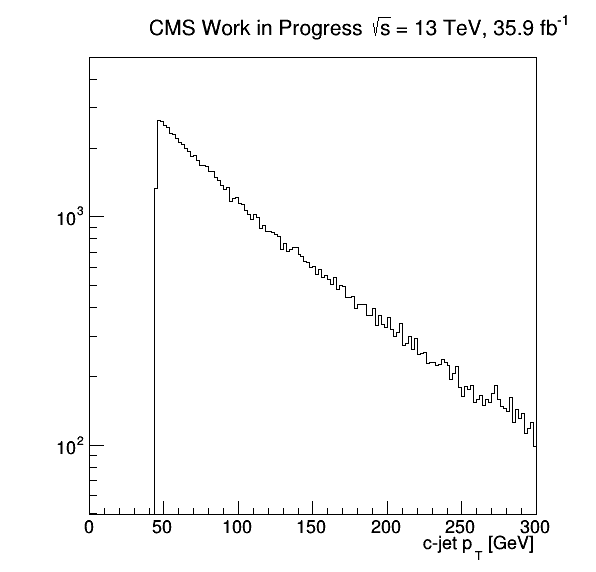 CMS Work in Progress √s = 13 TeV, 35.9 fb⁻¹
10³
10²
0 50 100 150 200 250 300
c-jet p_T [GeV]